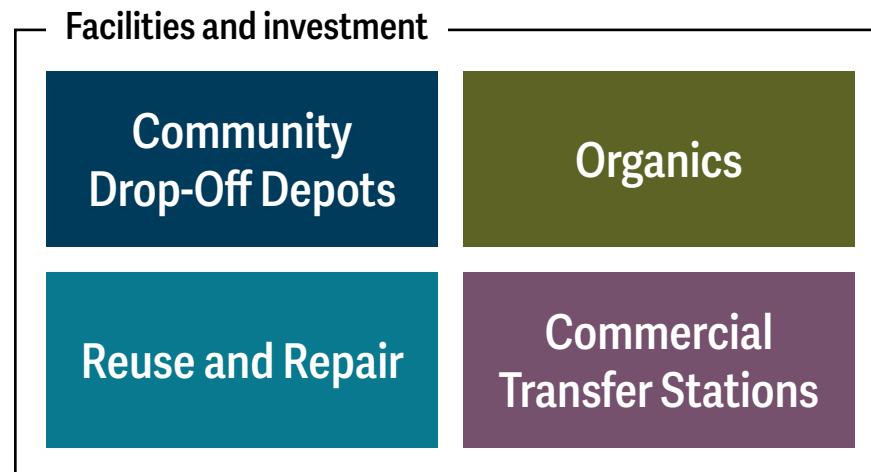 Facilities and investment
Community
Drop-Off Depots
Organics
Reuse and Repair
Commercial
Transfer Stations